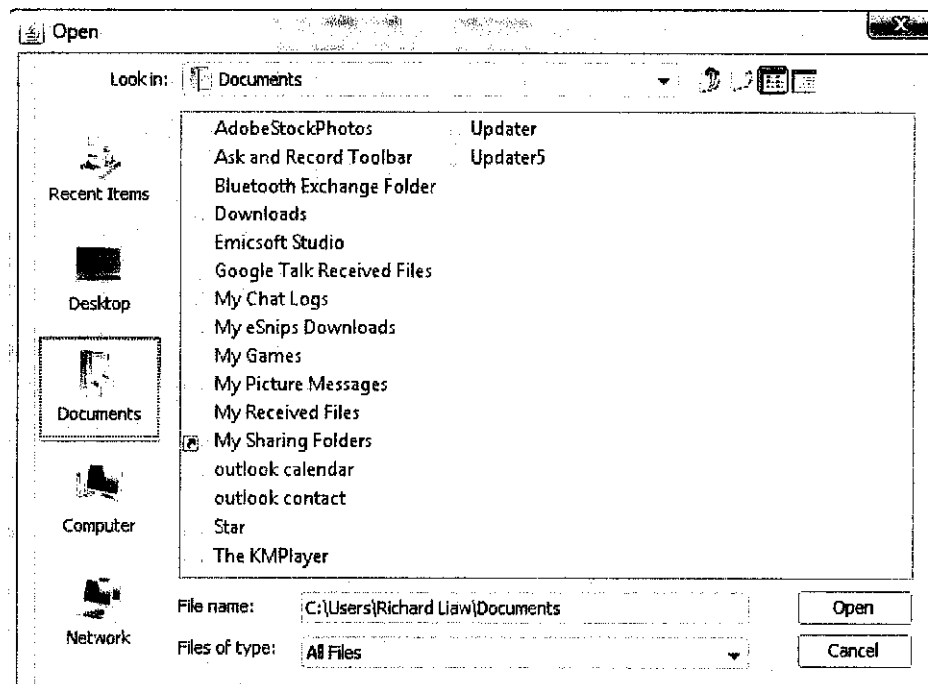 Open
Look in: Documents
AdobeStockPhotos
Ask and Record Toolbar
Bluetooth Exchange Folder
Downloads
Emicsoft Studio
Google Talk Received Files
My Chat Logs
My eSnips Downloads
My Games
My Picture Messages
My Received Files
My Sharing Folders
outlook calendar
outlook contact
Star
The KMPlayer
Updater
Updater5
Recent Items
Desktop
Documents
Computer
Network
File name: C:\Users\Richard Liaw\Documents Open
Files of type: All Files Cancel